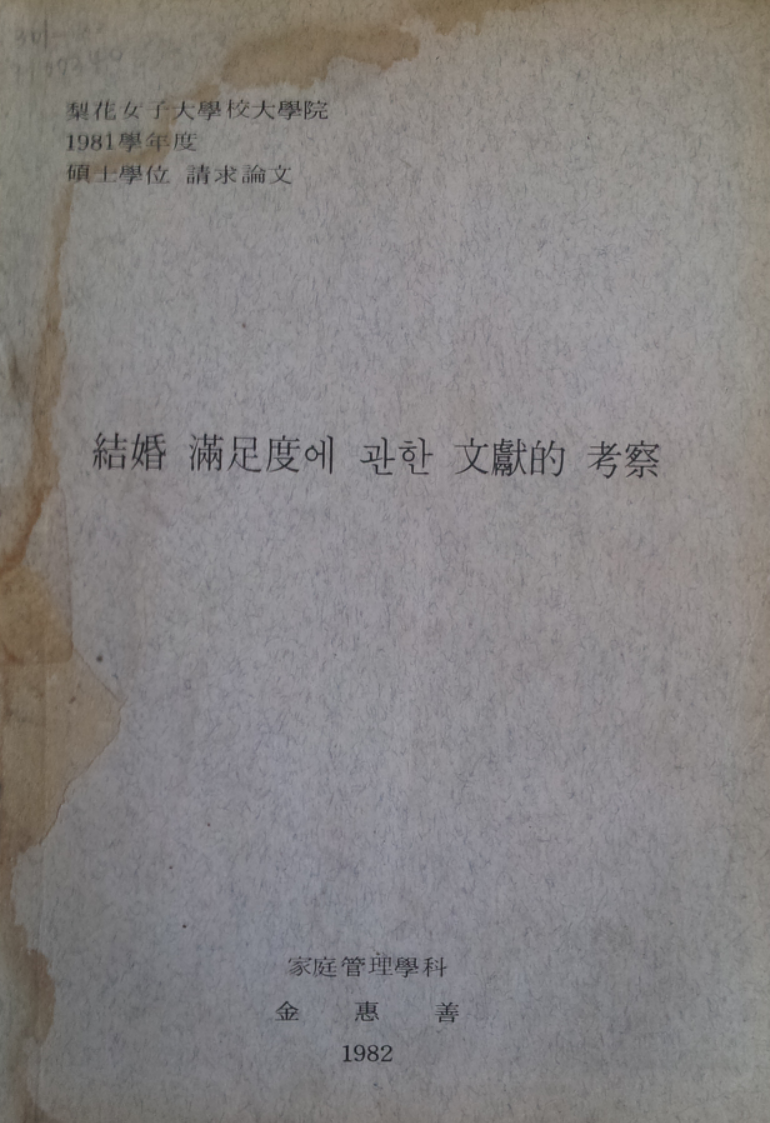 梨花女子大學校大學院
1981學年度
碩士學位 請求論文
結婚 滿足度에 관한 文獻的 考察
家庭管理學科
金 惠 善
1982